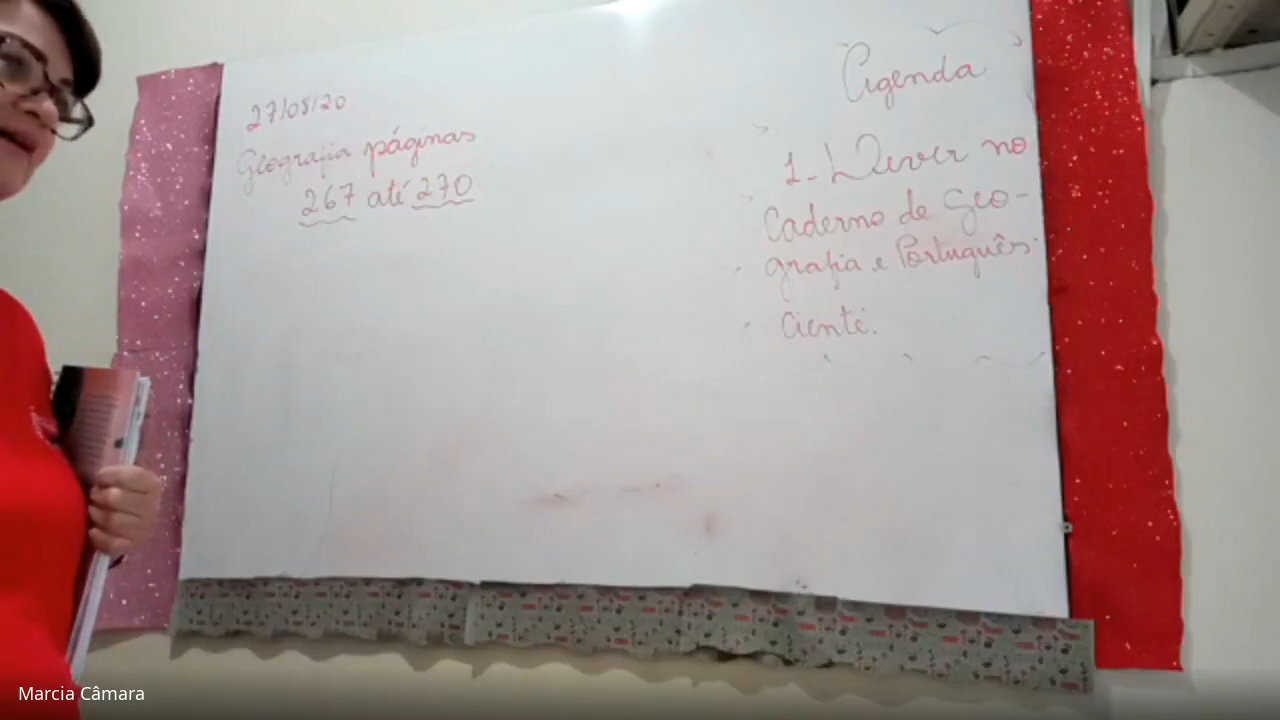 27/05/20
Geografia páginas
267 até 270
Agenda
1- Dever no
Caderno de Geo-
grafia e Português.
Ciente.
Marcia Câmara